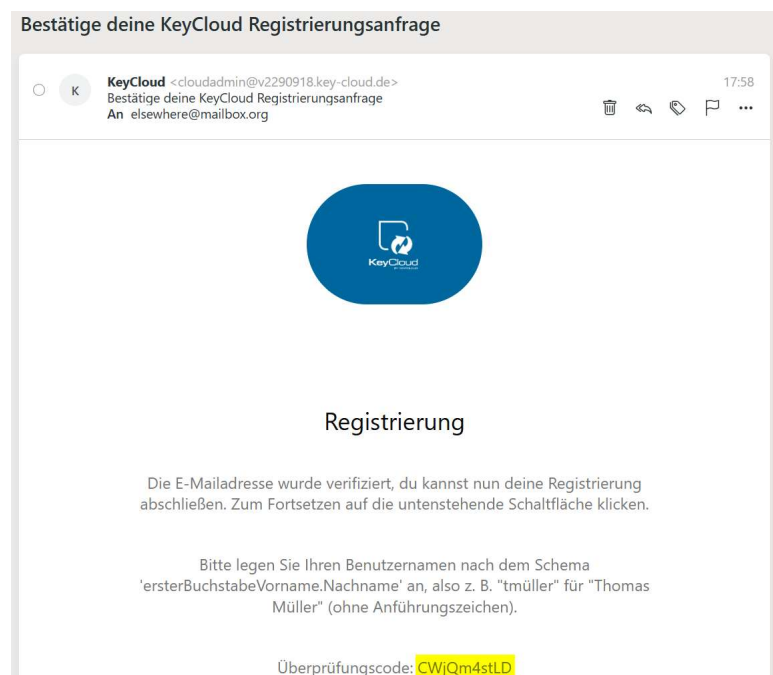 Bestätige deine KeyCloud Registrierungsanfrage
K
KeyCloud <cloudadmin@v2290918.key-cloud.de>
17:58
Bestätige deine KeyCloud Registrierungsanfrage
An elsewhere@mailbox.org
KeyCloud
Registrierung
Die E-Mailadresse wurde verifiziert, du kannst nun deine Registrierung
abschließen. Zum Fortsetzen auf die untenstehende Schaltfläche klicken.
Bitte legen Sie Ihren Benutzernamen nach dem Schema
'ersterBuchstabeVorname.Nachname' an, also z. B. "tmüller" für "Thomas
Müller" (ohne Anführungszeichen).
Überprüfungscode: CWjQm4stLD